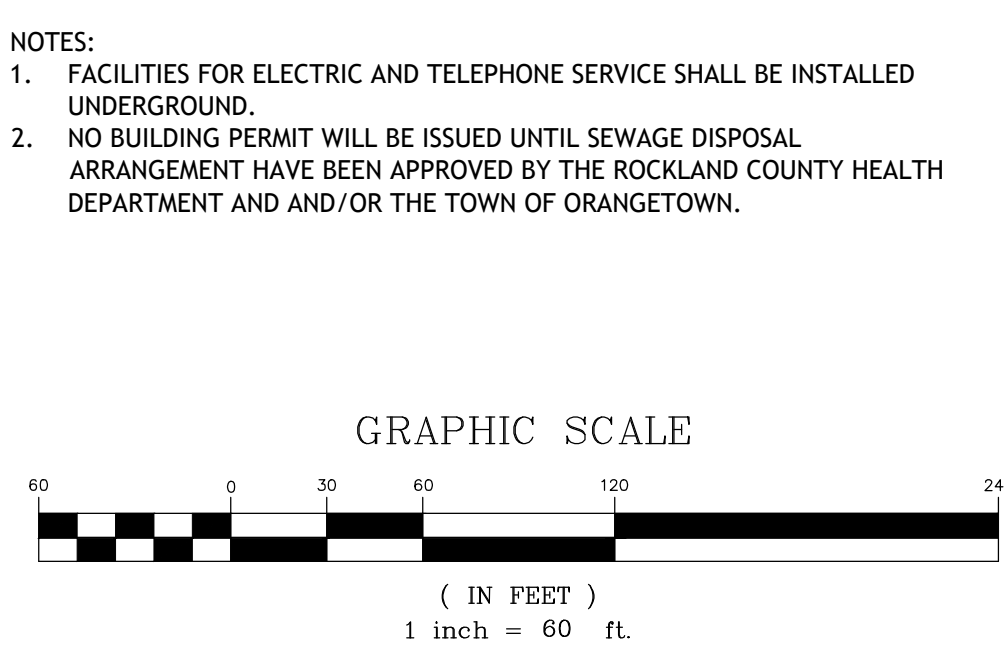 NOTES:
1. FACILITIES FOR ELECTRIC AND TELEPHONE SERVICE SHALL BE INSTALLED
UNDERGROUND.
2. NO BUILDING PERMIT WILL BE ISSUED UNTIL SEWAGE DISPOSAL
ARRANGEMENT HAVE BEEN APPROVED BY THE ROCKLAND COUNTY HEALTH
DEPARTMENT AND AND/OR THE TOWN OF ORANGETOWN.
GRAPHIC SCALE
60 0 30 60 120 24
( IN FEET )
1 inch = 60 ft.